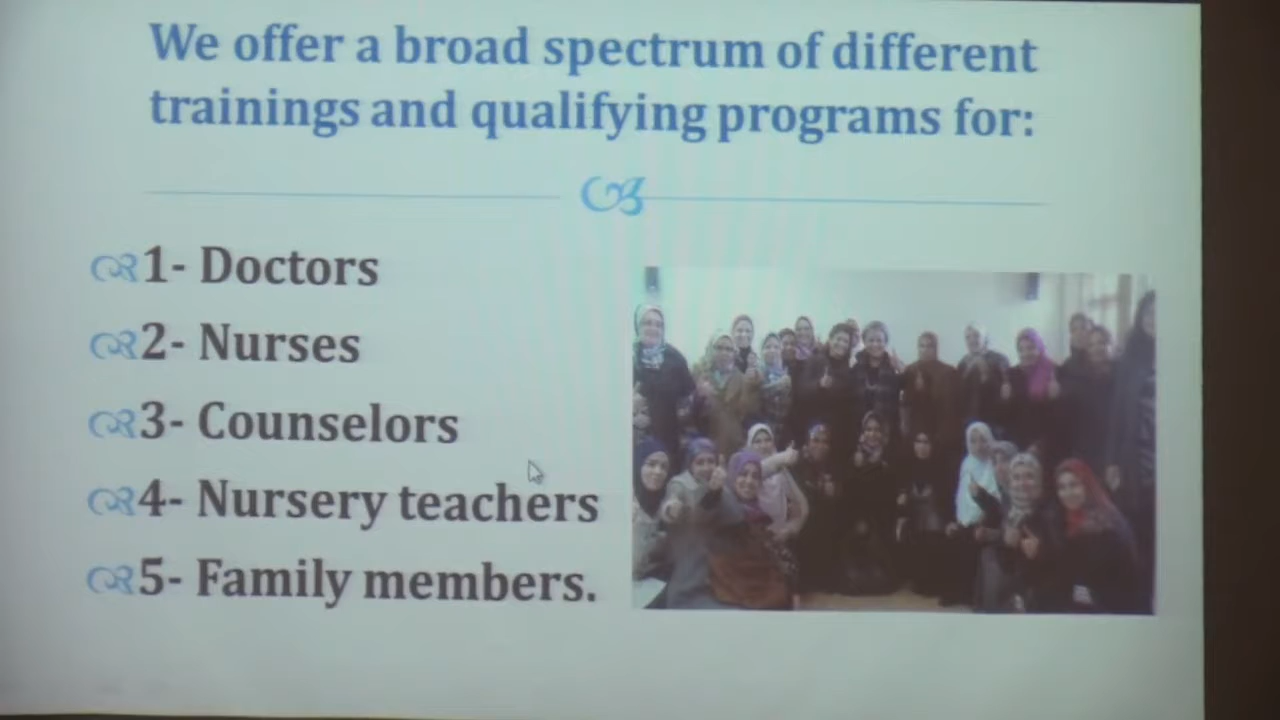 We offer a broad spectrum of different
trainings and qualifying programs for:
1- Doctors
2- Nurses
3- Counselors
4- Nursery teachers
5- Family members.